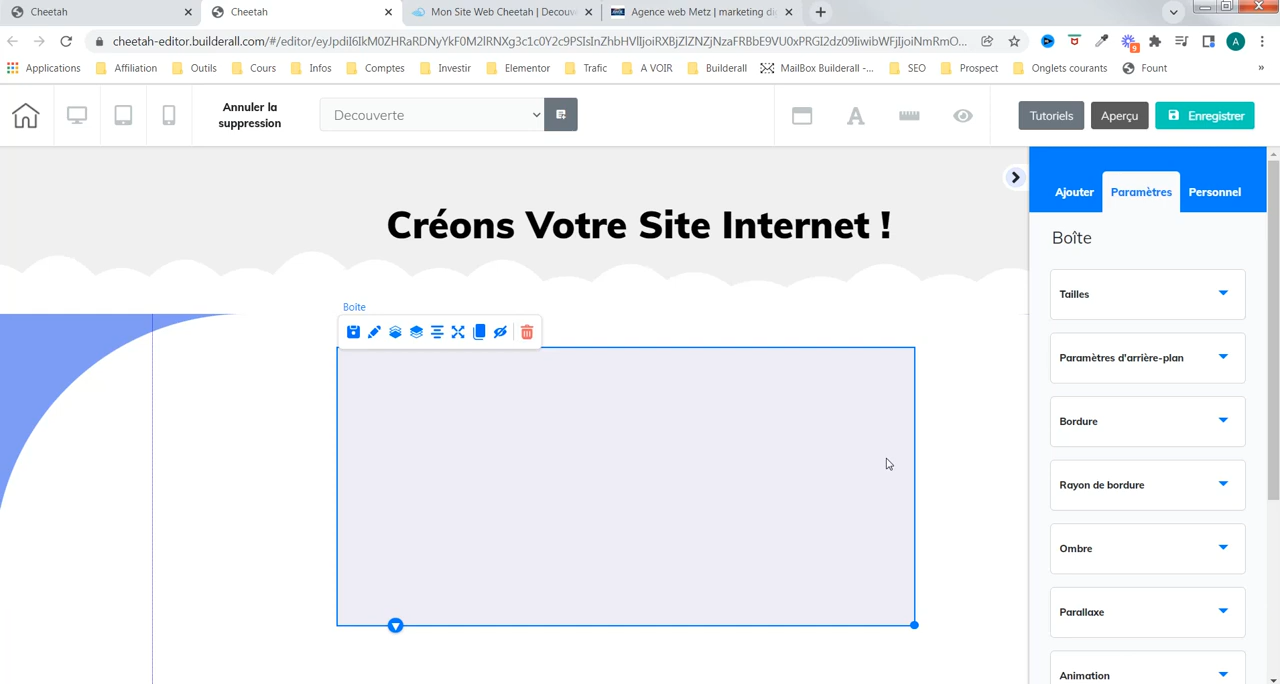 Cheetah
Cheetah
Mon Site Web Cheetah | Decouv
Agence web Metz | marketing di
cheetah-editor.builderall.com/#/editor/
Applications
Affiliation
Outils
Cours
Infos
Comptes
Investir
Elementor
Trafic
A VOIR
Builderall
MailBox Builderall -...
SEO
Prospect
Onglets courants
Fount
»
9
A
Annuler la
suppression
Decouverte
Tutoriels
Aperçu
Enregistrer
Créons Votre Site Internet !
Ajouter
Paramètres
Personnel
Boîte
Boîte
Tailles
Paramètres d'arrière-plan
Bordure
Rayon de bordure
Ombre
Parallaxe
Animation